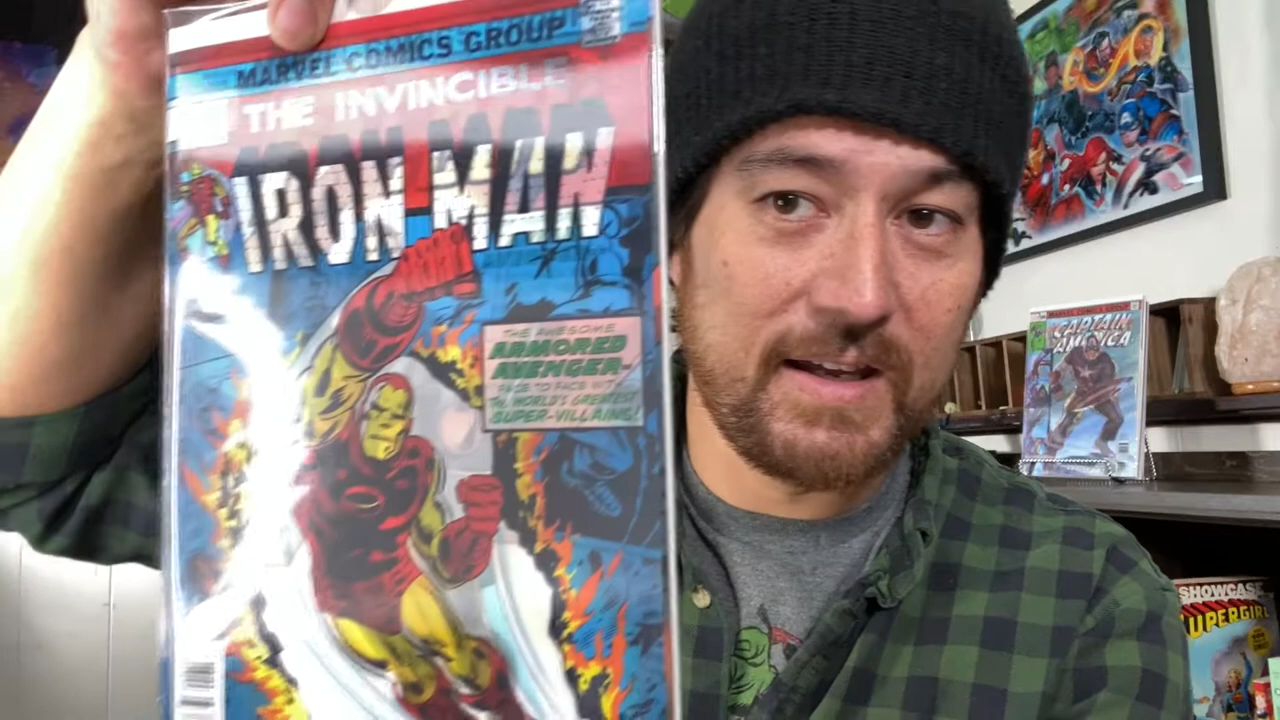 MARVEL COMICS GROUP
THE INVINCIBLE
IRON MAN
THE AWESOME
ARMORED
AVENGER-
FACE TO FACE WITH
THE WORLD'S GREATEST
SUPER-VILLAINS!
CAPTAIN
AMERICA
SHOWCASE
UPERGIRL